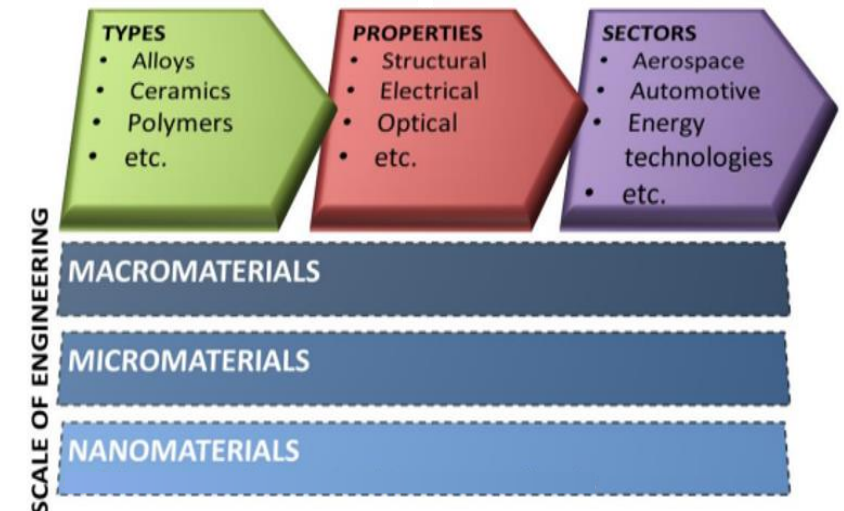 TYPES
• Alloys
• Ceramics
• Polymers
• etc.
PROPERTIES
• Structural
• Electrical
• Optical
• etc.
SECTORS
• Aerospace
• Automotive
• Energy
technologies
• etc.
SCALE OF ENGINEERING
MACROMATERIALS
MICROMATERIALS
NANOMATERIALS